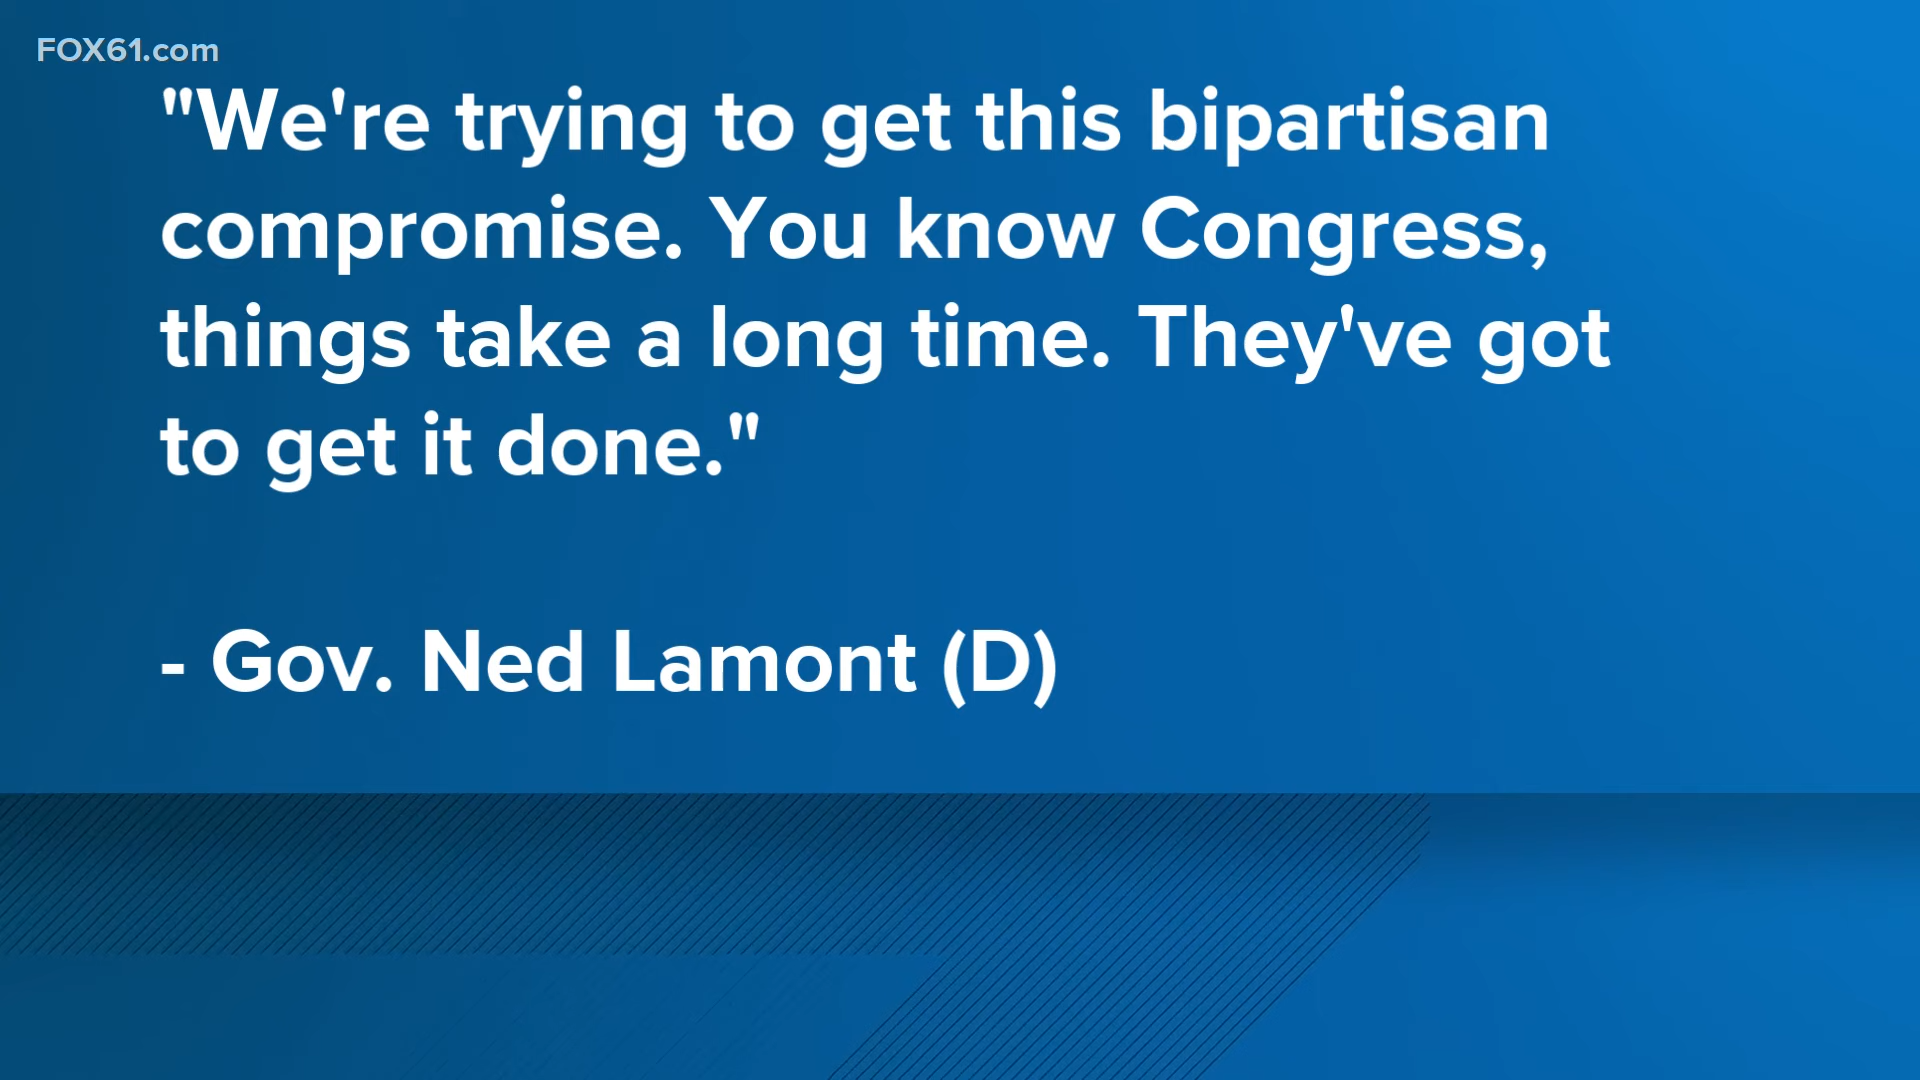 FOX61.com
"We're trying to get this bipartisan
compromise. You know Congress,
things take a long time. They've got
to get it done."
- Gov. Ned Lamont (D)